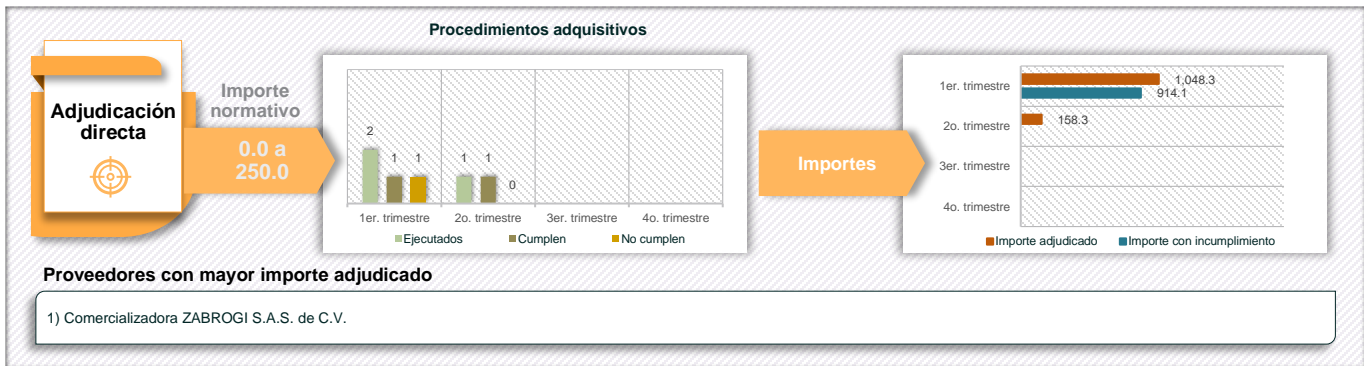 Procedimientos adquisitivos
Adjudicación
directa
Importe
normativo
0.0 a
250.0
2
1
1
1
1
0
1er. trimestre
2o. trimestre
3er. trimestre
4o. trimestre
Ejecutados
Cumplen
No cumplen
Importes
1er. trimestre
1,048.3
914.1
2o. trimestre
158.3
3er. trimestre
4o. trimestre
Importe adjudicado
Importe con incumplimiento
Proveedores con mayor importe adjudicado
1) Comercializadora ZABROGI S.A.S. de C.V.